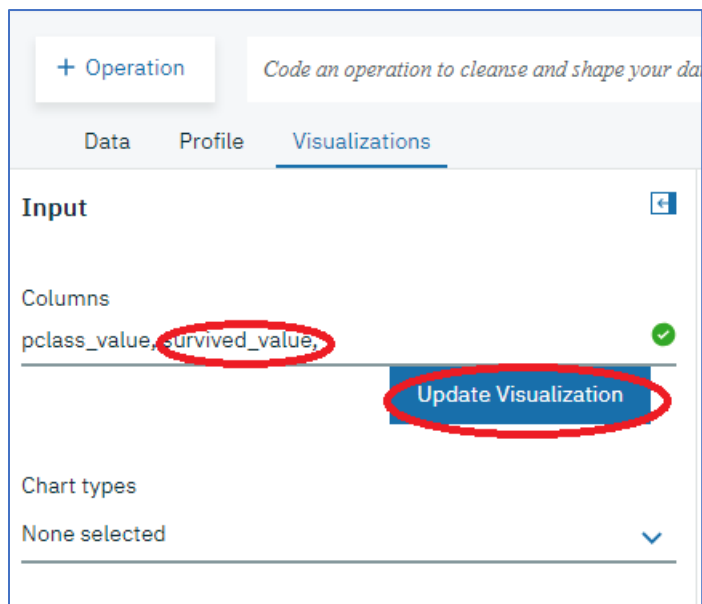 + Operation
Code an operation to cleanse and shape your da
Data Profile Visualizations
Input
Columns
pclass_value, survived_value,
Update Visualization
Chart types
None selected